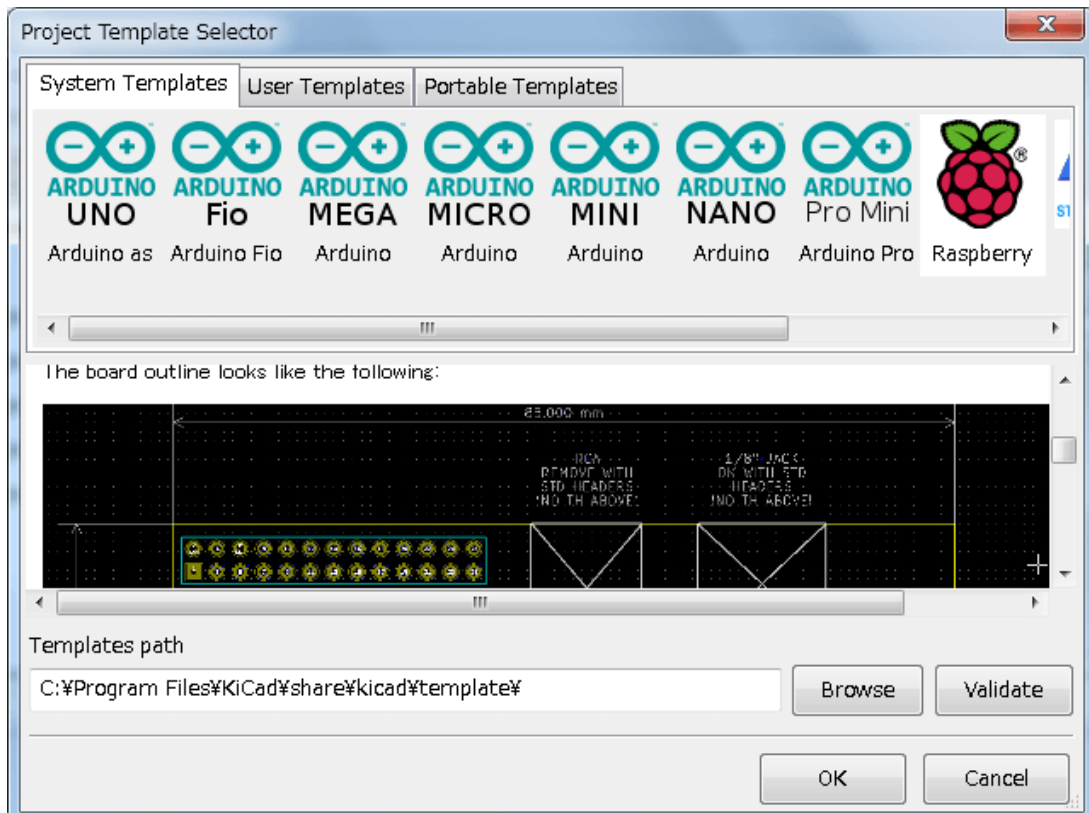 Project Template Selector
System Templates User Templates Portable Templates
ARDUINO ARDUINO ARDUINO ARDUINO ARDUINO ARDUINO ARDUINO ®
UNO Fio MEGA MICRO MINI NANO Pro Mini
Arduino as Arduino Fio Arduino Arduino Arduino Arduino Arduino Pro Raspberry
The board outline looks like the following:
85.000 mm
RCA
REMOVE WITH
STD HEADERS
!NO TH ABOVE!
1/8" JACK
OK WITH STD
HEADERS
!NO TH ABOVE!
Templates path
C:¥Program Files¥KiCad¥share¥kicad¥template¥ Browse Validate
OK Cancel